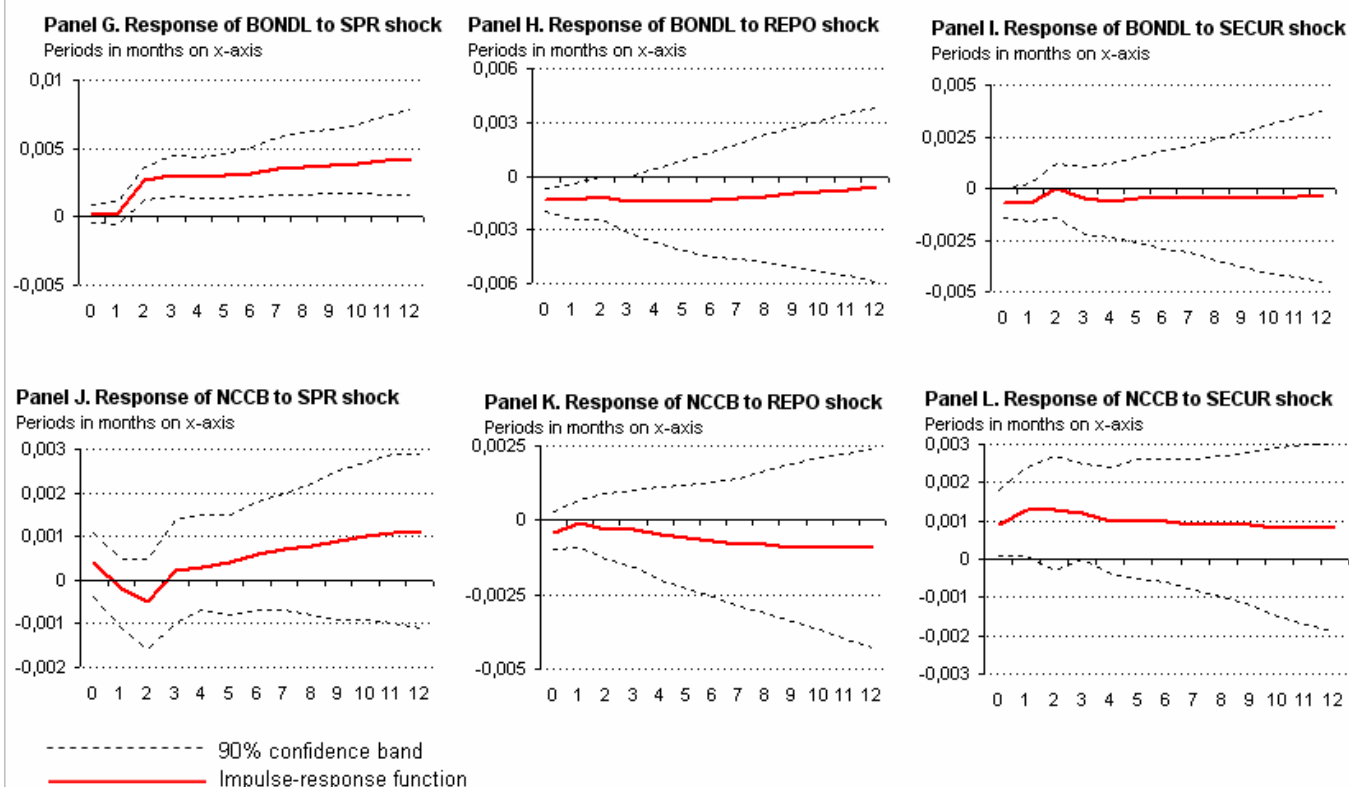 Panel G. Response of BONDL to SPR shock
Periods in months on x-axis
0,01
0,005
0
-0,005
0 1 2 3 4 5 6 7 8 9 10 11 12
Panel H. Response of BONDL to REPO shock
Periods in months on x-axis
0,006
0,003
0
-0,003
-0,006
0 1 2 3 4 5 6 7 8 9 10 11 12
Panel I. Response of BONDL to SECUR shock
Periods in months on x-axis
0,005
0,0025
0
-0,0025
-0,005
0 1 2 3 4 5 6 7 8 9 10 11 12
Panel J. Response of NCCB to SPR shock
Periods in months on x-axis
0,003
0,002
0,001
0
-0,001
-0,002
0 1 2 3 4 5 6 7 8 9 10 11 12
Panel K. Response of NCCB to REPO shock
Periods in months on x-axis
0,0025
0
-0,0025
-0,005
0 1 2 3 4 5 6 7 8 9 10 11 12
Panel L. Response of NCCB to SECUR shock
Periods in months on x-axis
0,003
0,002
0,001
0
-0,001
-0,002
-0,003
0 1 2 3 4 5 6 7 8 9 10 11 12
90% confidence band
Impulse-response function